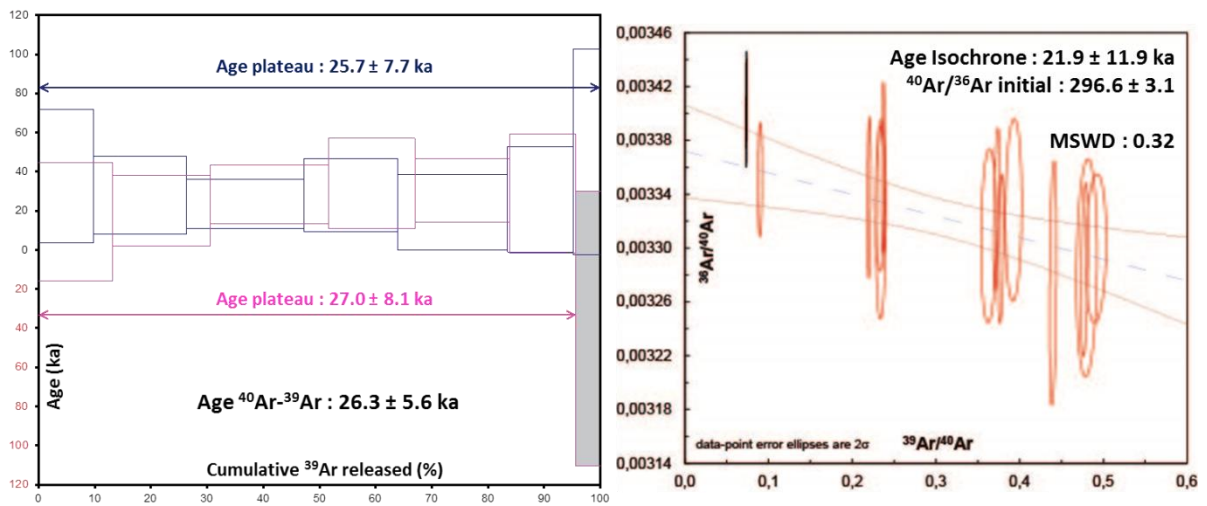 120
100
80
60
40
20
0
20
40
60
80
100
120
Age (ka)
Age plateau : 25.7 ± 7.7 ka
Age plateau : 27.0 ± 8.1 ka
Age ⁴⁰Ar-³⁹Ar : 26.3 ± 5.6 ka
Cumulative ³⁹Ar released (%)
0 10 20 30 40 50 60 70 80 90 100
0,00346
0,00342
0,00338
0,00334
0,00330
0,00326
0,00322
0,00318
0,00314
³⁶Ar/⁴⁰Ar
Age Isochrone : 21.9 ± 11.9 ka
⁴⁰Ar/³⁶Ar initial : 296.6 ± 3.1
MSWD : 0.32
data-point error ellipses are 2σ
³⁹Ar/⁴⁰Ar
0,0 0,1 0,2 0,3 0,4 0,5 0,6